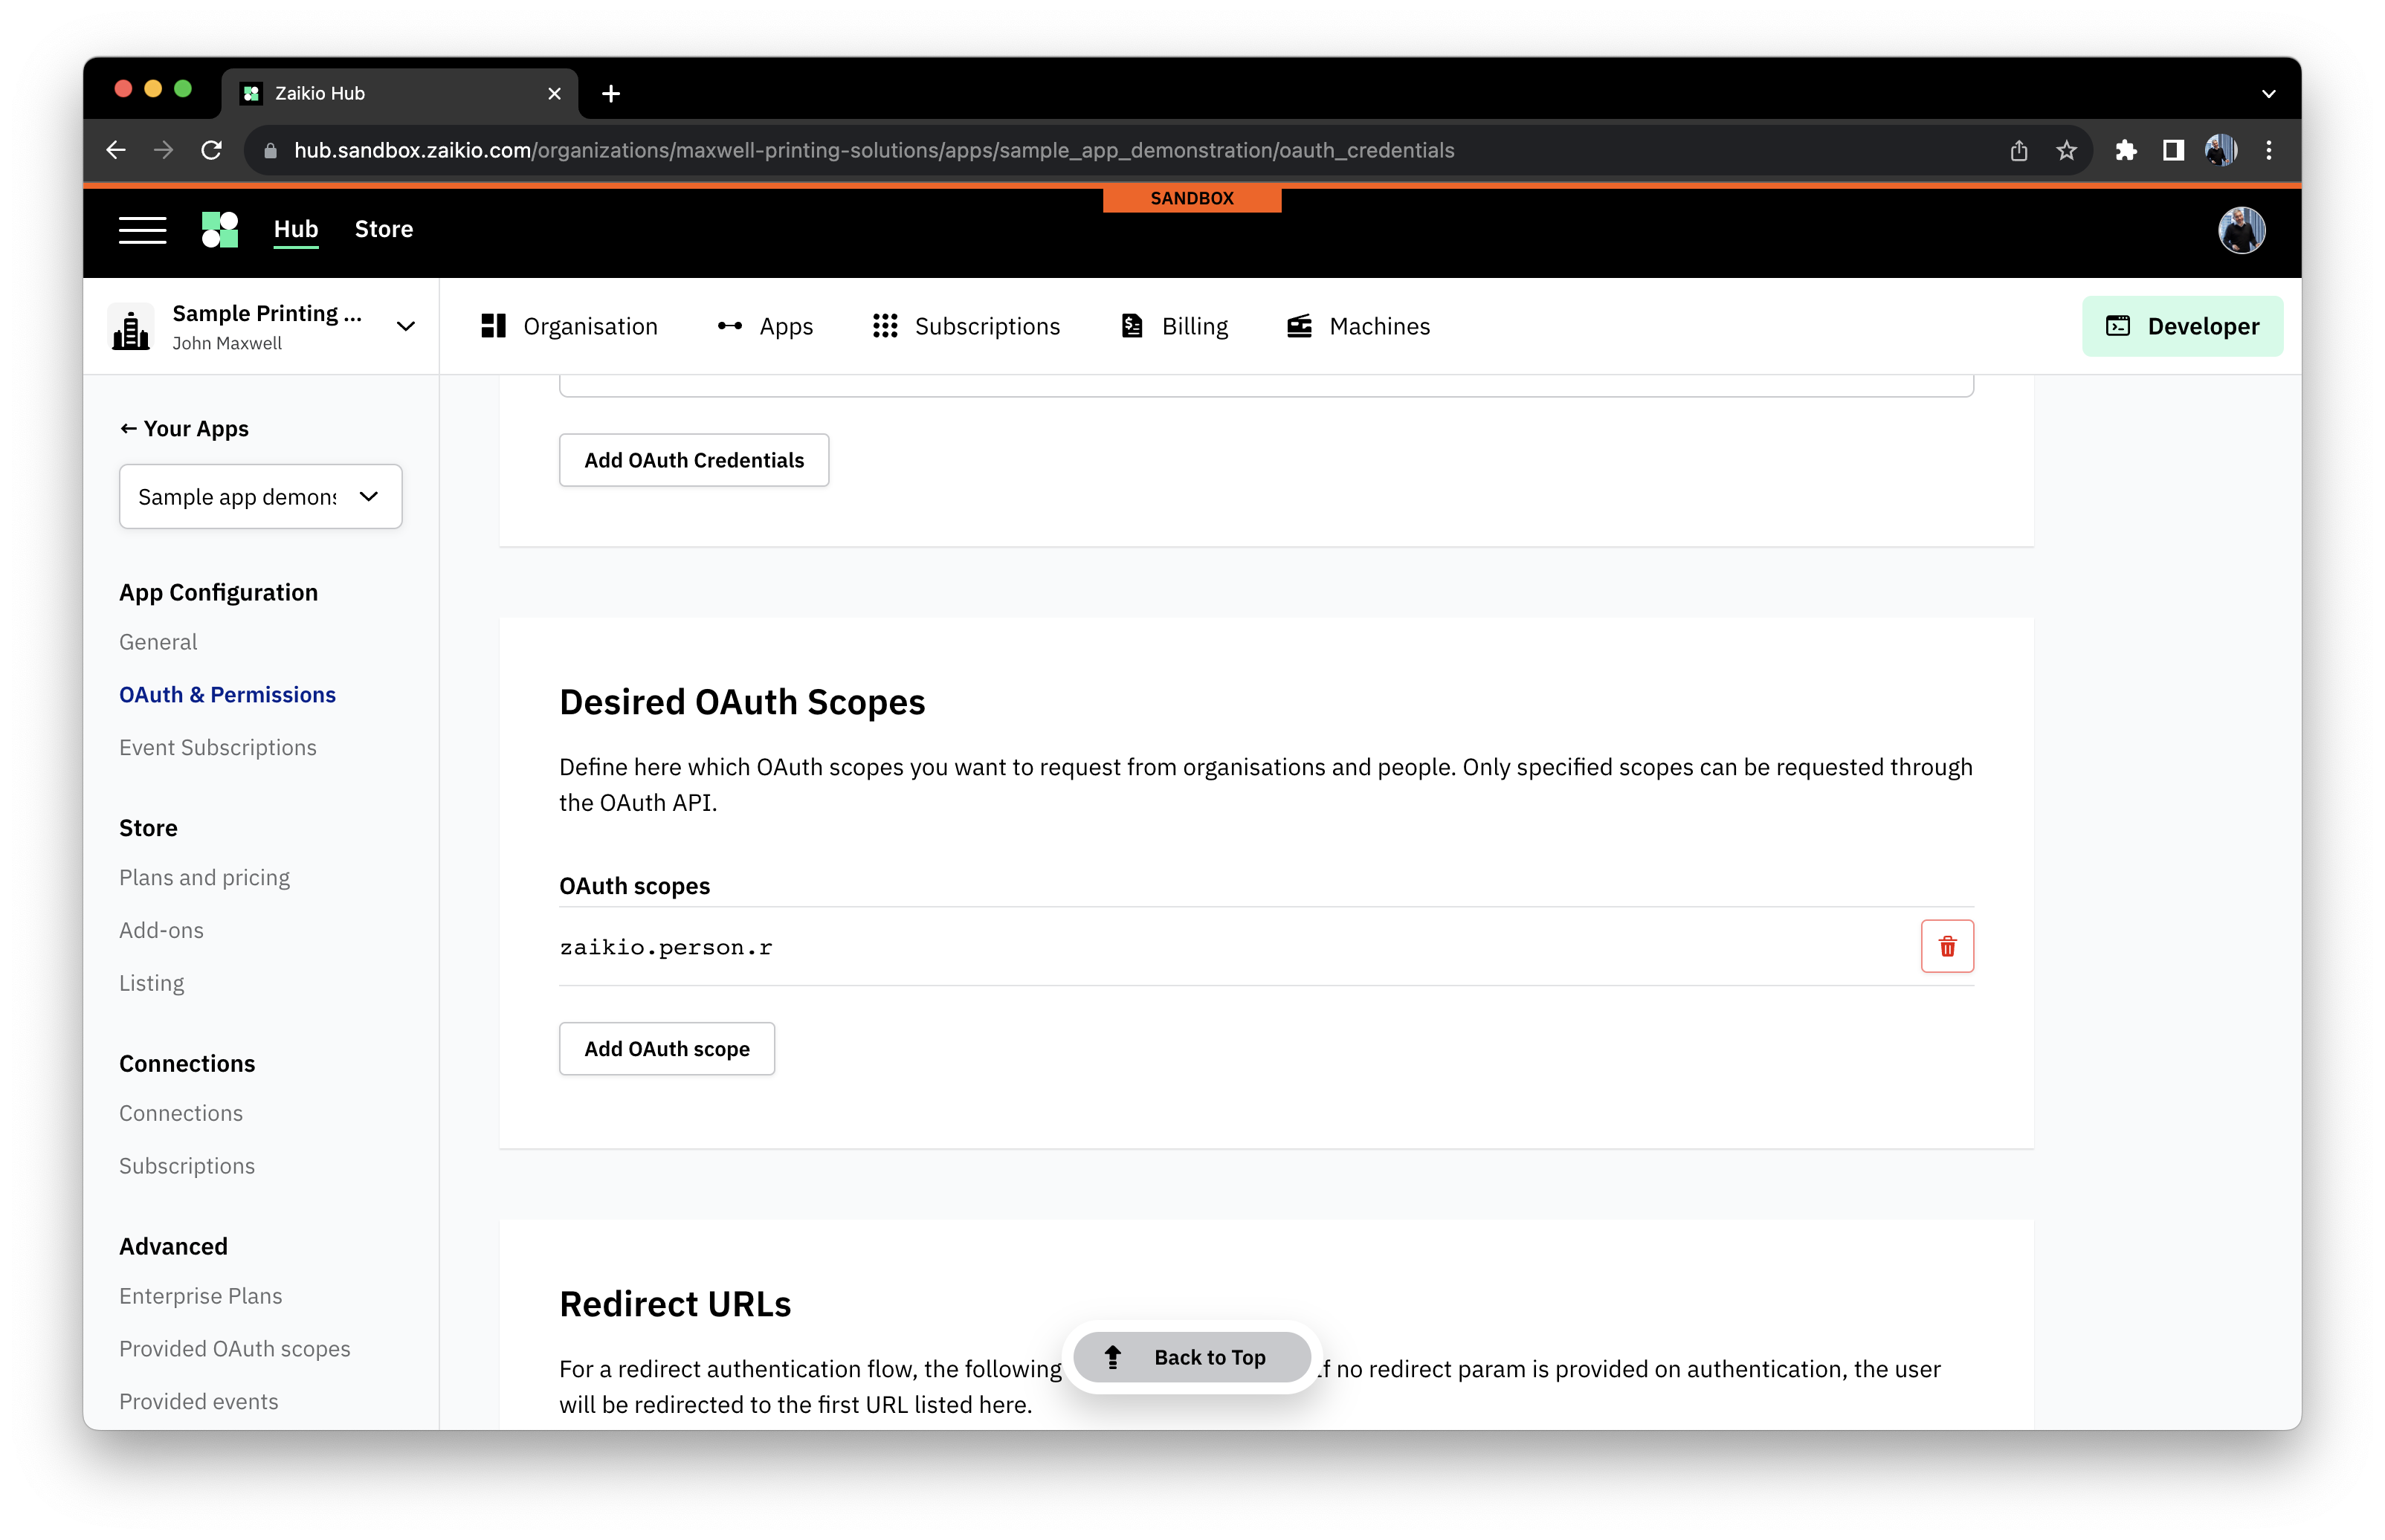 Zaikio Hub
hub.sandbox.zaikio.com/organizations/maxwell-printing-solutions/apps/sample_app_demonstration/oauth_credentials
SANDBOX
Hub
Store
Sample Printing ...
John Maxwell
Organisation
Apps
Subscriptions
Billing
Machines
Developer
← Your Apps
Sample app demons
App Configuration
General
OAuth & Permissions
Event Subscriptions
Store
Plans and pricing
Add-ons
Listing
Connections
Connections
Subscriptions
Advanced
Enterprise Plans
Provided OAuth scopes
Provided events
Add OAuth Credentials
Desired OAuth Scopes
Define here which OAuth scopes you want to request from organisations and people. Only specified scopes can be requested through
the OAuth API.
OAuth scopes
zaikio.person.r
Add OAuth scope
Redirect URLs
For a redirect authentication flow, the following If no redirect param is provided on authentication, the user
will be redirected to the first URL listed here.
Back to Top